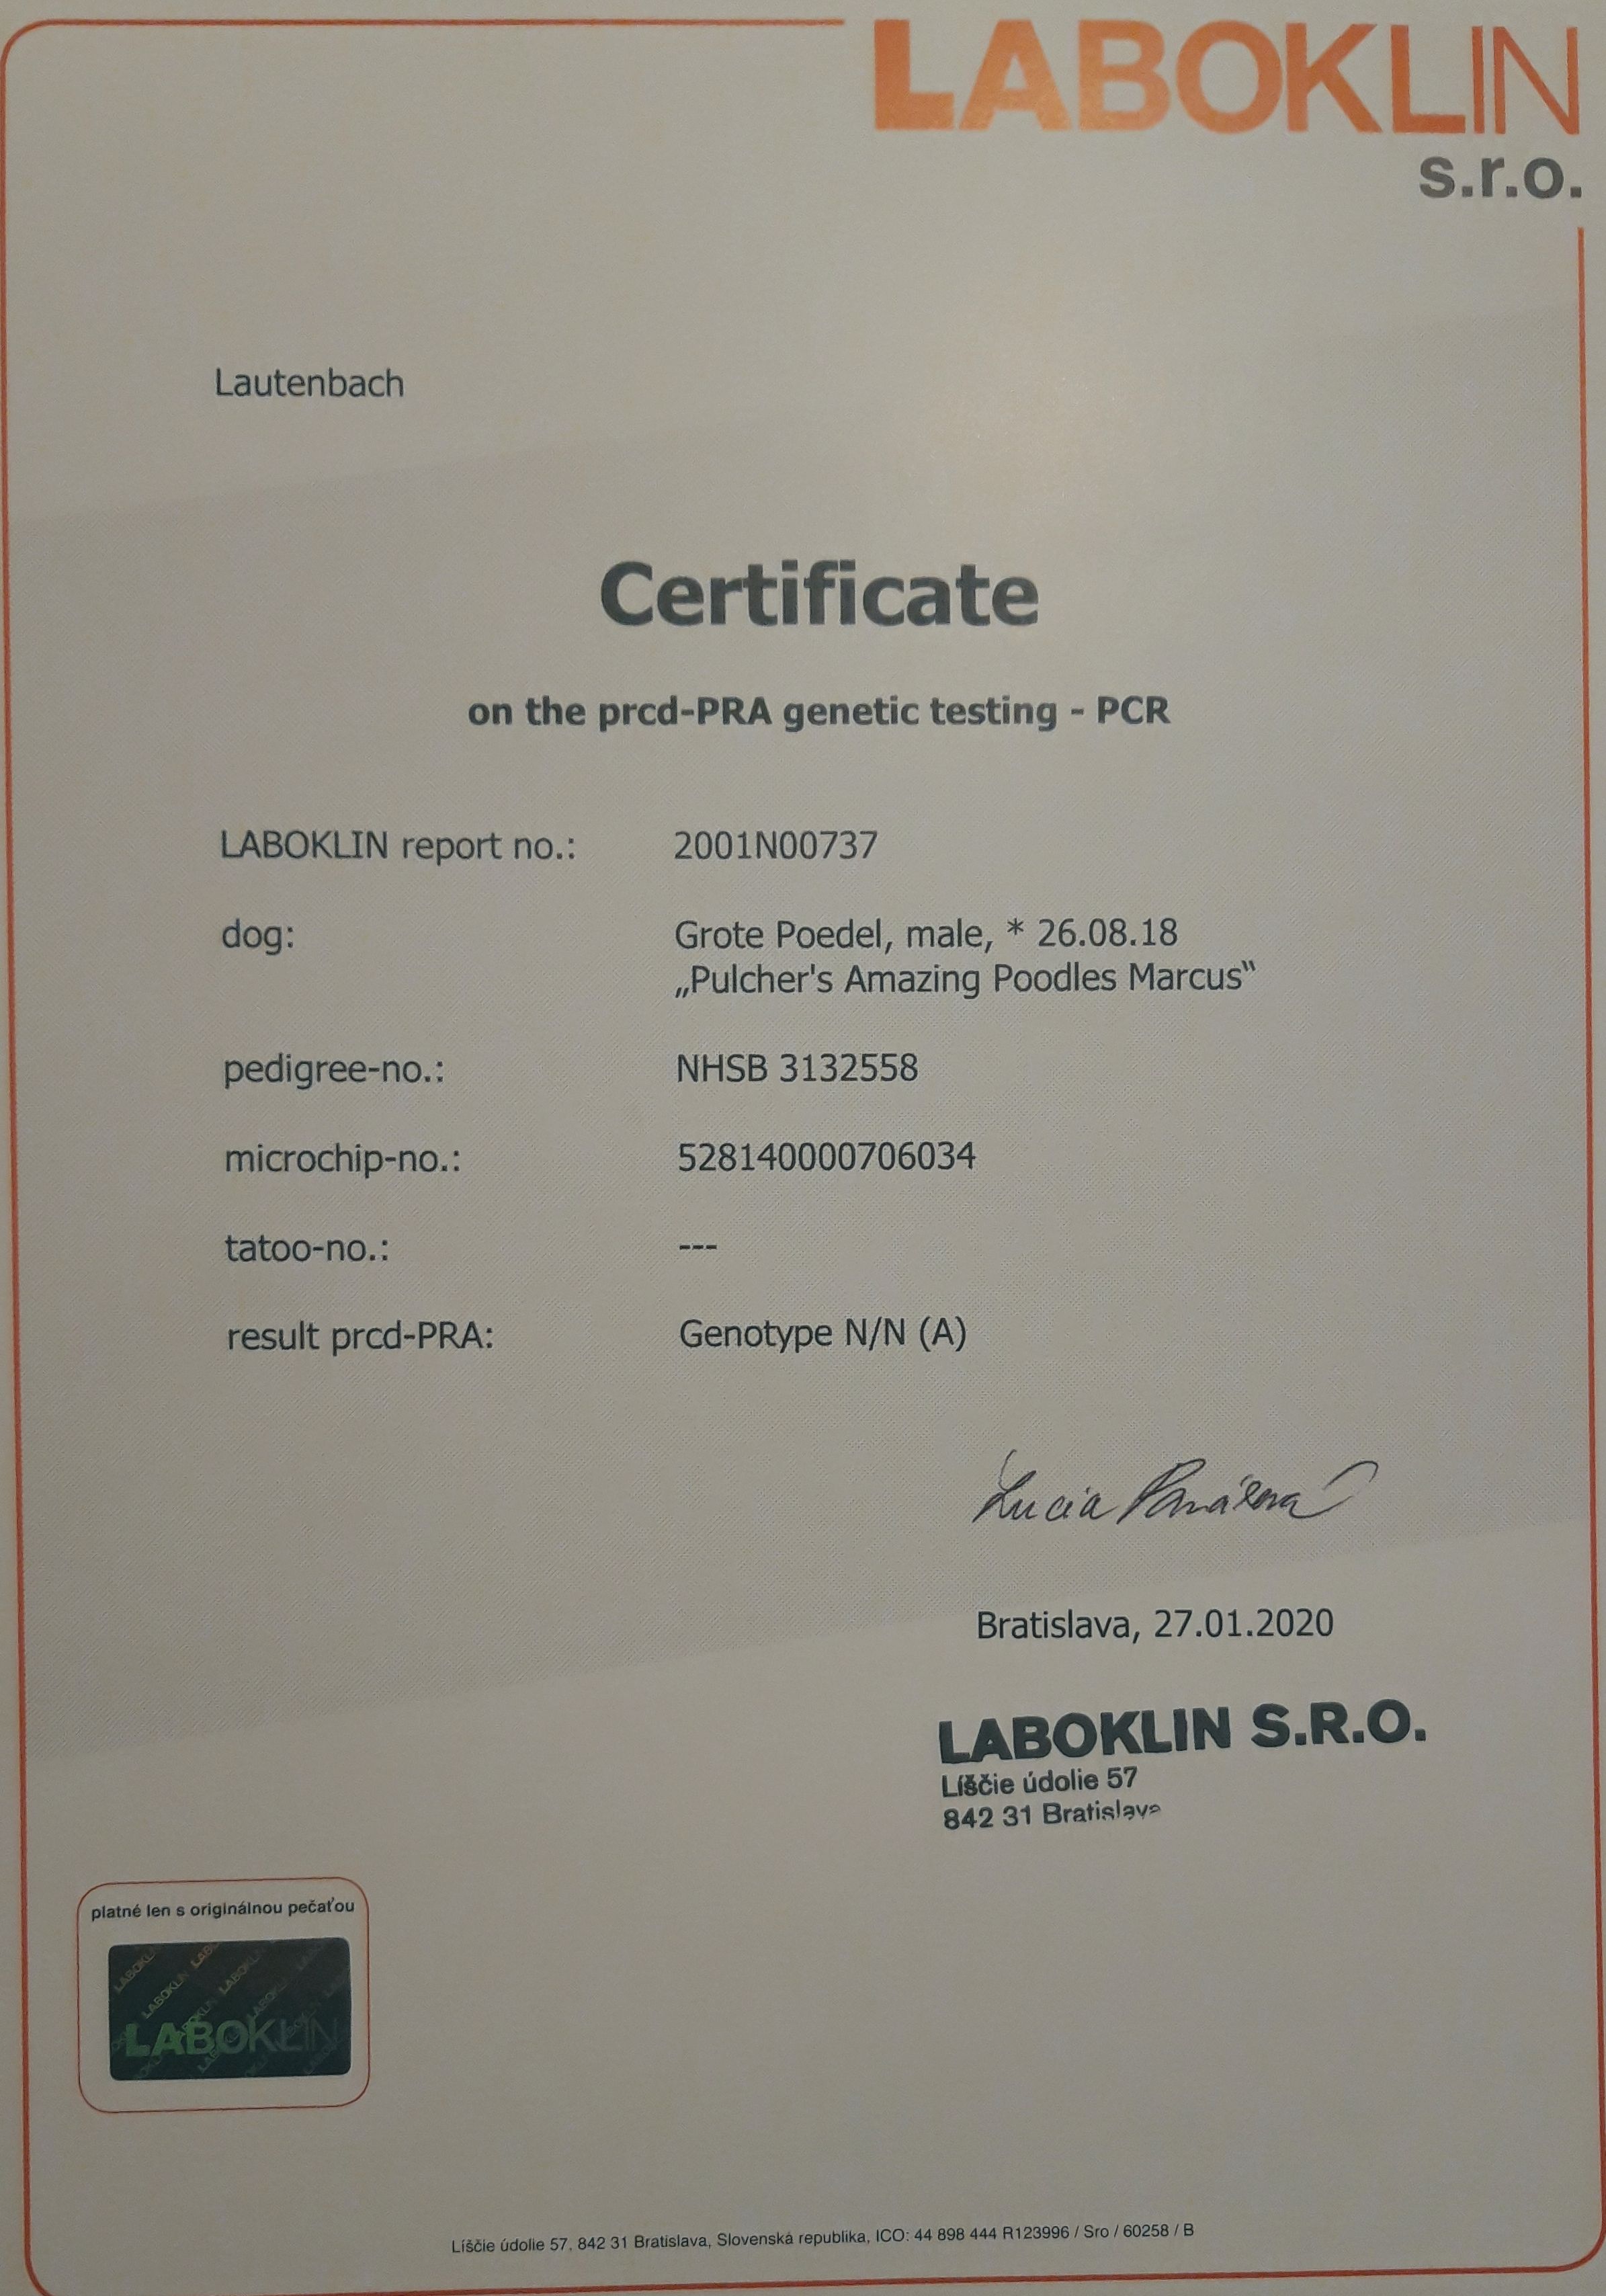 LABOKLIN
s.r.o.
Lautenbach
Certificate
on the prcd-PRA genetic testing - PCR
LABOKLIN report no.: 2001N00737
dog: Grote Poedel, male, * 26.08.18
„Pulcher's Amazing Poodles Marcus“
pedigree-no.: NHSB 3132558
microchip-no.: 528140000706034
tatoo-no.: ---
result prcd-PRA: Genotype N/N (A)
Lucia
Bratislava, 27.01.2020
LABOKLIN S.R.O.
Líščie údolie 57
842 31 Bratislava
platné len s originálnou pečaťou
LABOKLIN
Líščie údolie 57, 842 31 Bratislava, Slovenská republika, ICO: 44 898 444 R123996 / Sro / 60258 / B